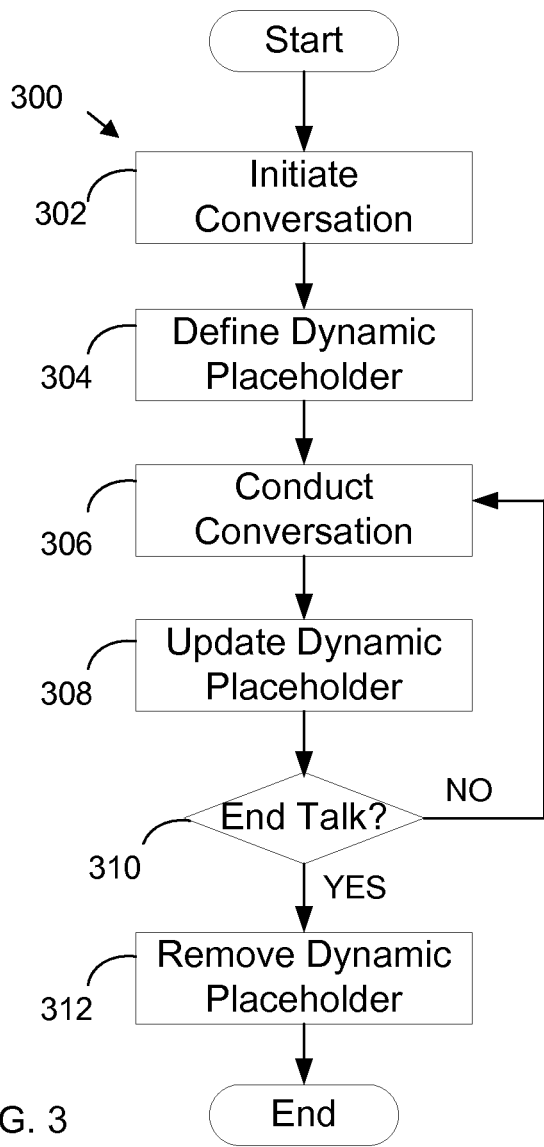 Start
300
302
Initiate
Conversation
304
Define Dynamic
Placeholder
306
Conduct
Conversation
308
Update Dynamic
Placeholder
310
End Talk?
NO
YES
312
Remove Dynamic
Placeholder
End
G. 3